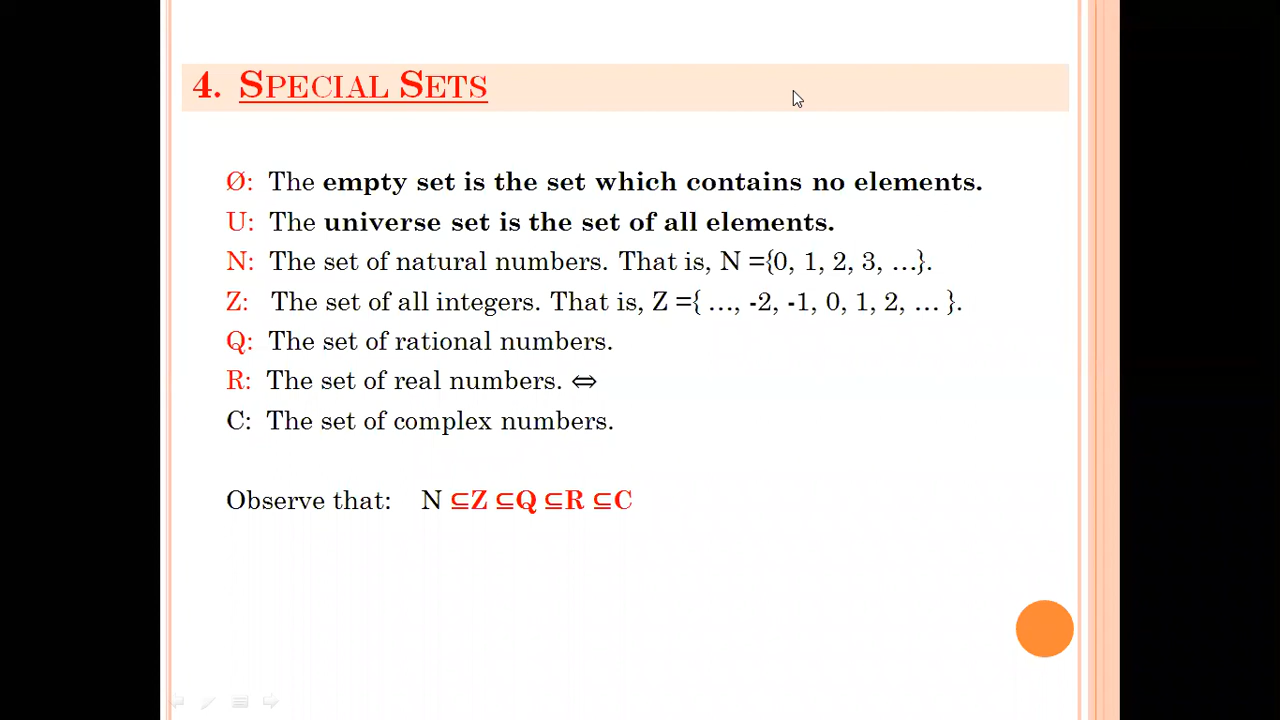 4. SPECIAL SETS
Ø: The empty set is the set which contains no elements.
U: The universe set is the set of all elements.
N: The set of natural numbers. That is, N ={0, 1, 2, 3, …}.
Z: The set of all integers. That is, Z ={ …, -2, -1, 0, 1, 2, … }.
Q: The set of rational numbers.
R: The set of real numbers. ⇔
C: The set of complex numbers.
Observe that: N ⊆Z ⊆Q ⊆R ⊆C